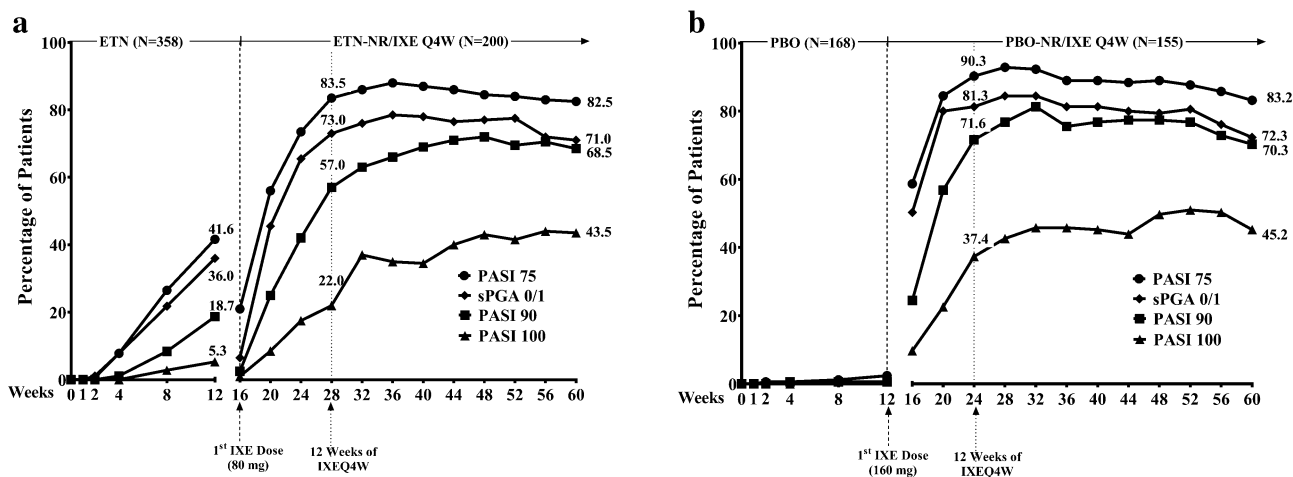 a
ETN (N=358)
ETN-NR/IXE Q4W (N=200)
Percentage of Patients
100
80
60
40
20
0
41.6
36.0
18.7
5.3
83.5
73.0
57.0
22.0
82.5
71.0
68.5
43.5
PASI 75
sPGA 0/1
PASI 90
PASI 100
Weeks
0 1 2 4 8 12 16 20 24 28 32 36 40 44 48 52 56 60
1st IXE Dose
(80 mg)
12 Weeks of
IXEQ4W
b
PBO (N=168)
PBO-NR/IXE Q4W (N=155)
Percentage of Patients
100
80
60
40
20
0
90.3
81.3
71.6
37.4
83.2
72.3
70.3
45.2
PASI 75
sPGA 0/1
PASI 90
PASI 100
Weeks
0 1 2 4 8 12 16 20 24 28 32 36 40 44 48 52 56 60
1st IXE Dose
(160 mg)
12 Weeks of
IXEQ4W